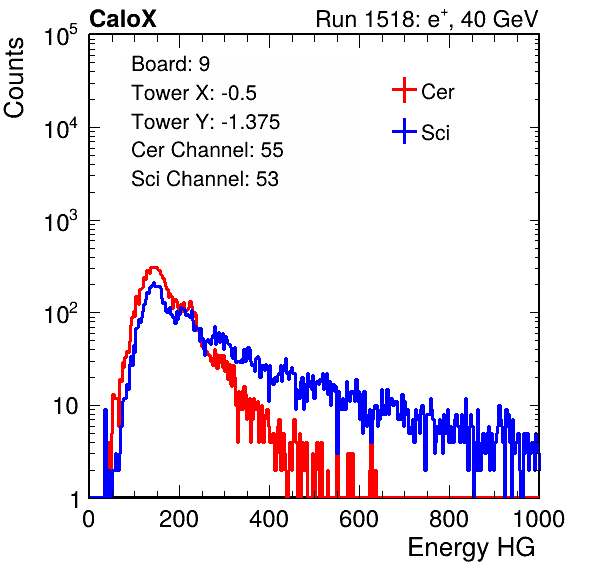 CaloX Run 1518: e⁺, 40 GeV
Counts
Board: 9
Tower X: -0.5
Tower Y: -1.375
Cer Channel: 55
Sci Channel: 53
Cer
Sci
10⁵
10⁴
10³
10²
10
1
0 200 400 600 800 1000
Energy HG